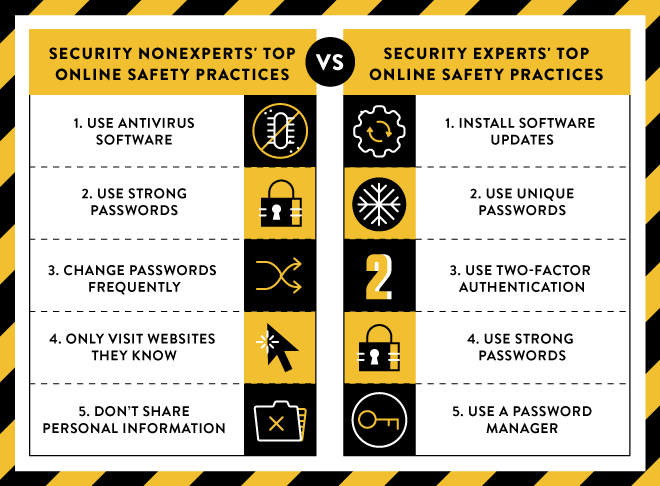 SECURITY NONEXPERTS' TOP
ONLINE SAFETY PRACTICES
VS
SECURITY EXPERTS' TOP
ONLINE SAFETY PRACTICES
1. USE ANTIVIRUS
SOFTWARE
2. USE STRONG
PASSWORDS
3. CHANGE PASSWORDS
FREQUENTLY
4. ONLY VISIT WEBSITES
THEY KNOW
5. DON'T SHARE
PERSONAL INFORMATION
1. INSTALL SOFTWARE
UPDATES
2. USE UNIQUE
PASSWORDS
2
3. USE TWO-FACTOR
AUTHENTICATION
4. USE STRONG
PASSWORDS
5. USE A PASSWORD
MANAGER